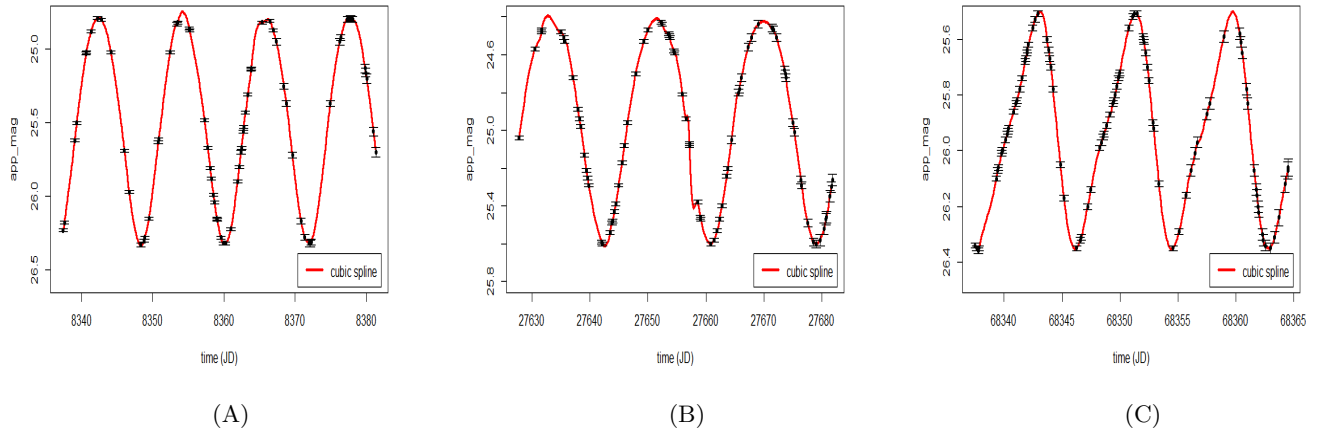 app_mag
25.0
25.5
26.0
26.5
cubic spline
8340 8350 8360 8370 8380
time (JD)
(A)
app_mag
24.6
25.0
25.4
25.8
cubic spline
27630 27640 27650 27660 27670 27680
time (JD)
(B)
app_mag
25.6
25.8
26.0
26.2
26.4
cubic spline
68340 68345 68350 68355 68360 68365
time (JD)
(C)